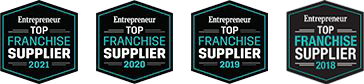 Entrepreneur
TOP
FRANCHISE
SUPPLIER
2021
Entrepreneur
TOP
FRANCHISE
SUPPLIER
2020
Entrepreneur
TOP
FRANCHISE
SUPPLIER
2019
Entrepreneur
TOP
FRANCHISE
SUPPLIER
2018